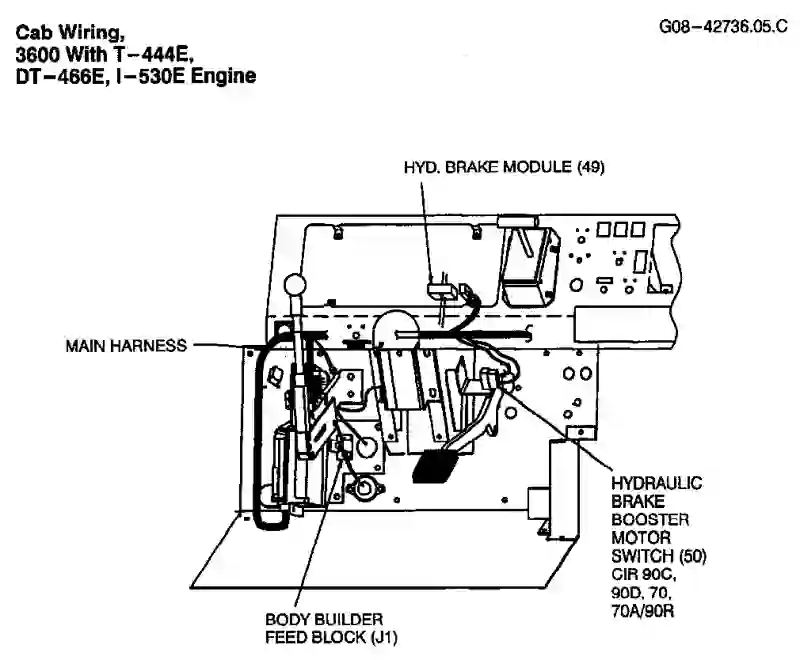 Cab Wiring,
3600 With T-444E,
DT-466E, I-530E Engine
G08-42736.05.C
HYD. BRAKE MODULE (49)
MAIN HARNESS
HYDRAULIC
BRAKE
BOOSTER
MOTOR
SWITCH (50)
CIR 90C,
90D, 70,
70A/90R
BODY BUILDER
FEED BLOCK (J1)